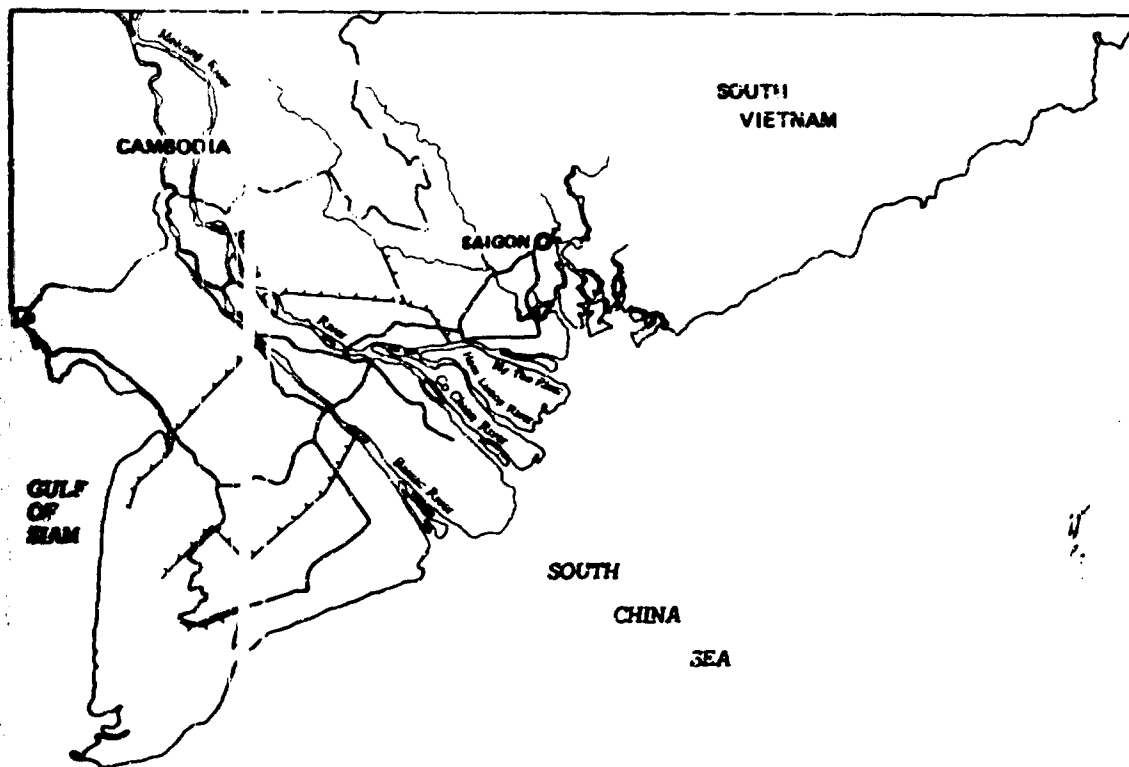 Mekong River
SOUTH
VIETNAM
CAMBODIA
SAIGON
River
My Tho River
Ham Luong River
Co Chien River
Bassac River
GULF
OF
SIAM
SOUTH
CHINA
SEA